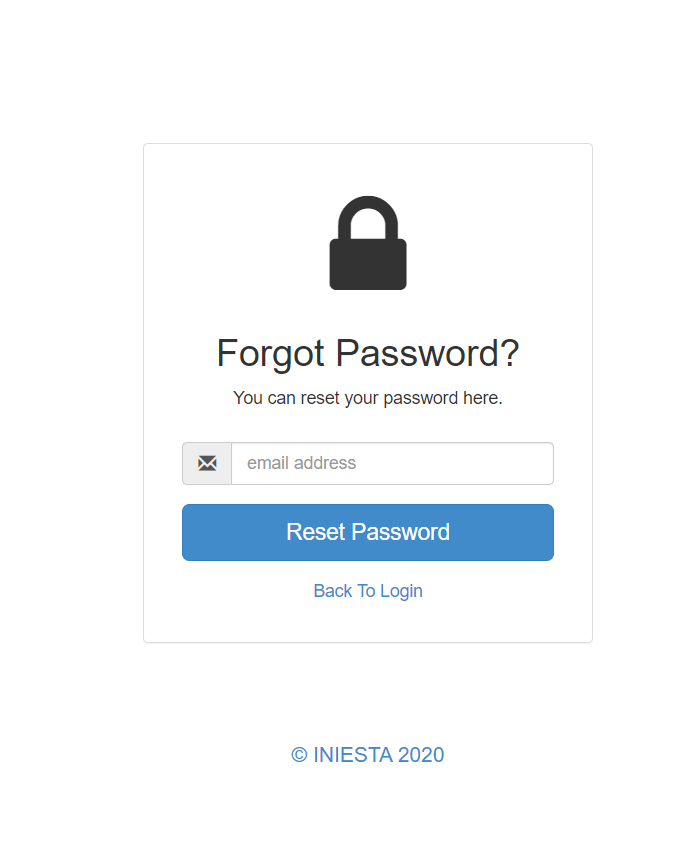 Forgot Password?
You can reset your password here.
email address
Reset Password
Back To Login
© INIESTA 2020